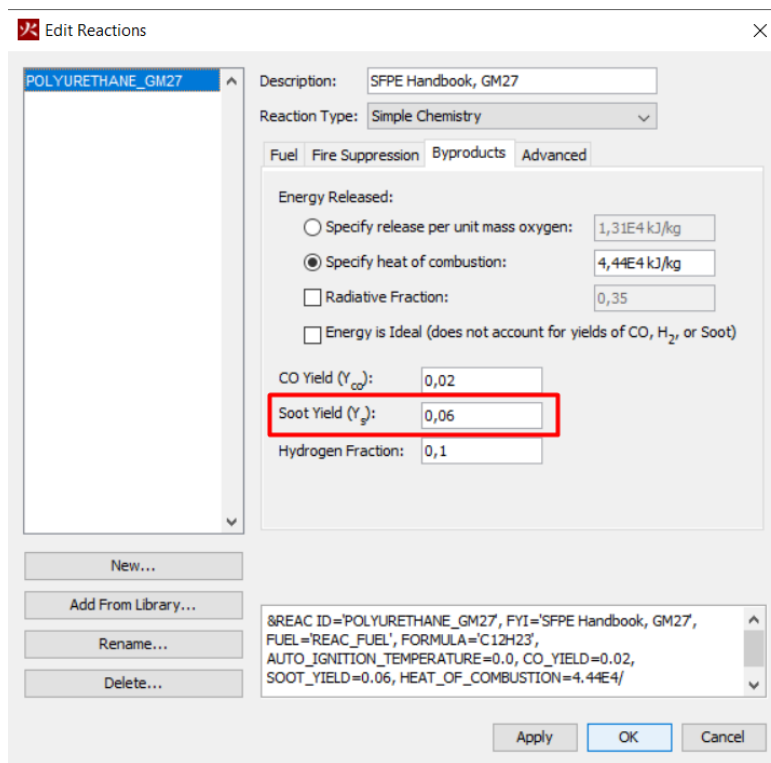 Edit Reactions
POLYURETHANE_GM27
Description: SFPE Handbook, GM27
Reaction Type: Simple Chemistry
Fuel Fire Suppression Byproducts Advanced
Energy Released:
Specify release per unit mass oxygen: 1,31E4 kJ/kg
Specify heat of combustion: 4,44E4 kJ/kg
Radiative Fraction: 0,35
Energy is Ideal (does not account for yields of CO, H2, or Soot)
CO Yield (Yco): 0,02
Soot Yield (Ys): 0,06
Hydrogen Fraction: 0,1
New...
Add From Library...
Rename...
Delete...
&REAC ID='POLYURETHANE_GM27', FYI='SFPE Handbook, GM27',
FUEL='REAC_FUEL', FORMULA='C12H23',
AUTO_IGNITION_TEMPERATURE=0.0, CO_YIELD=0.02,
SOOT_YIELD=0.06, HEAT_OF_COMBUSTION=4.44E4/
Apply OK Cancel